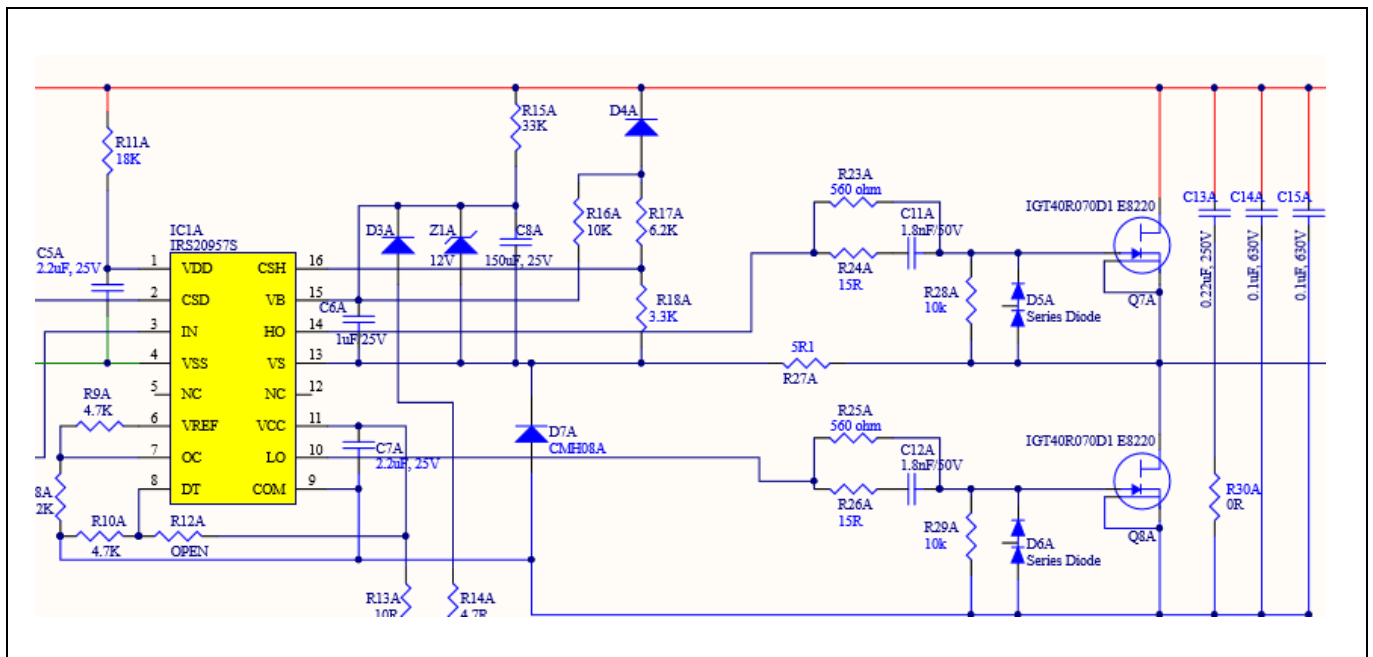 R15A
33K
D4A
R11A
18K
R23A
560 ohm
R16A
10K
R17A
6.2K
C11A
1.8nF/50V
IGT40R070D1 E8220
C13A
C14A
C15A
0.22uF, 250V
0.1uF, 630V
0.1uF, 630V
IC1A
IRS20957S
D3A
Z1A
12V
C8A
150uF, 25V
C5A
2.2uF, 25V
1 VDD CSH 16
2 CSD VB 15
3 IN HO 14
4 VSS VS 13
5 NC NC 12
6 VREF VCC 11
7 OC LO 10
8 DT COM 9
C6A
1uF/25V
R18A
3.3K
R24A
15R
R28A
10k
D5A
Series Diode
Q7A
5R1
R27A
R9A
4.7K
C7A
2.2uF, 25V
D7A
CMH08A
R25A
560 ohm
C12A
1.8nF/50V
IGT40R070D1 E8220
8A
2K
R10A
4.7K
R12A
OPEN
R26A
15R
R29A
10k
D6A
Series Diode
Q8A
R30A
0R
R13A
10R
R14A
4.7R